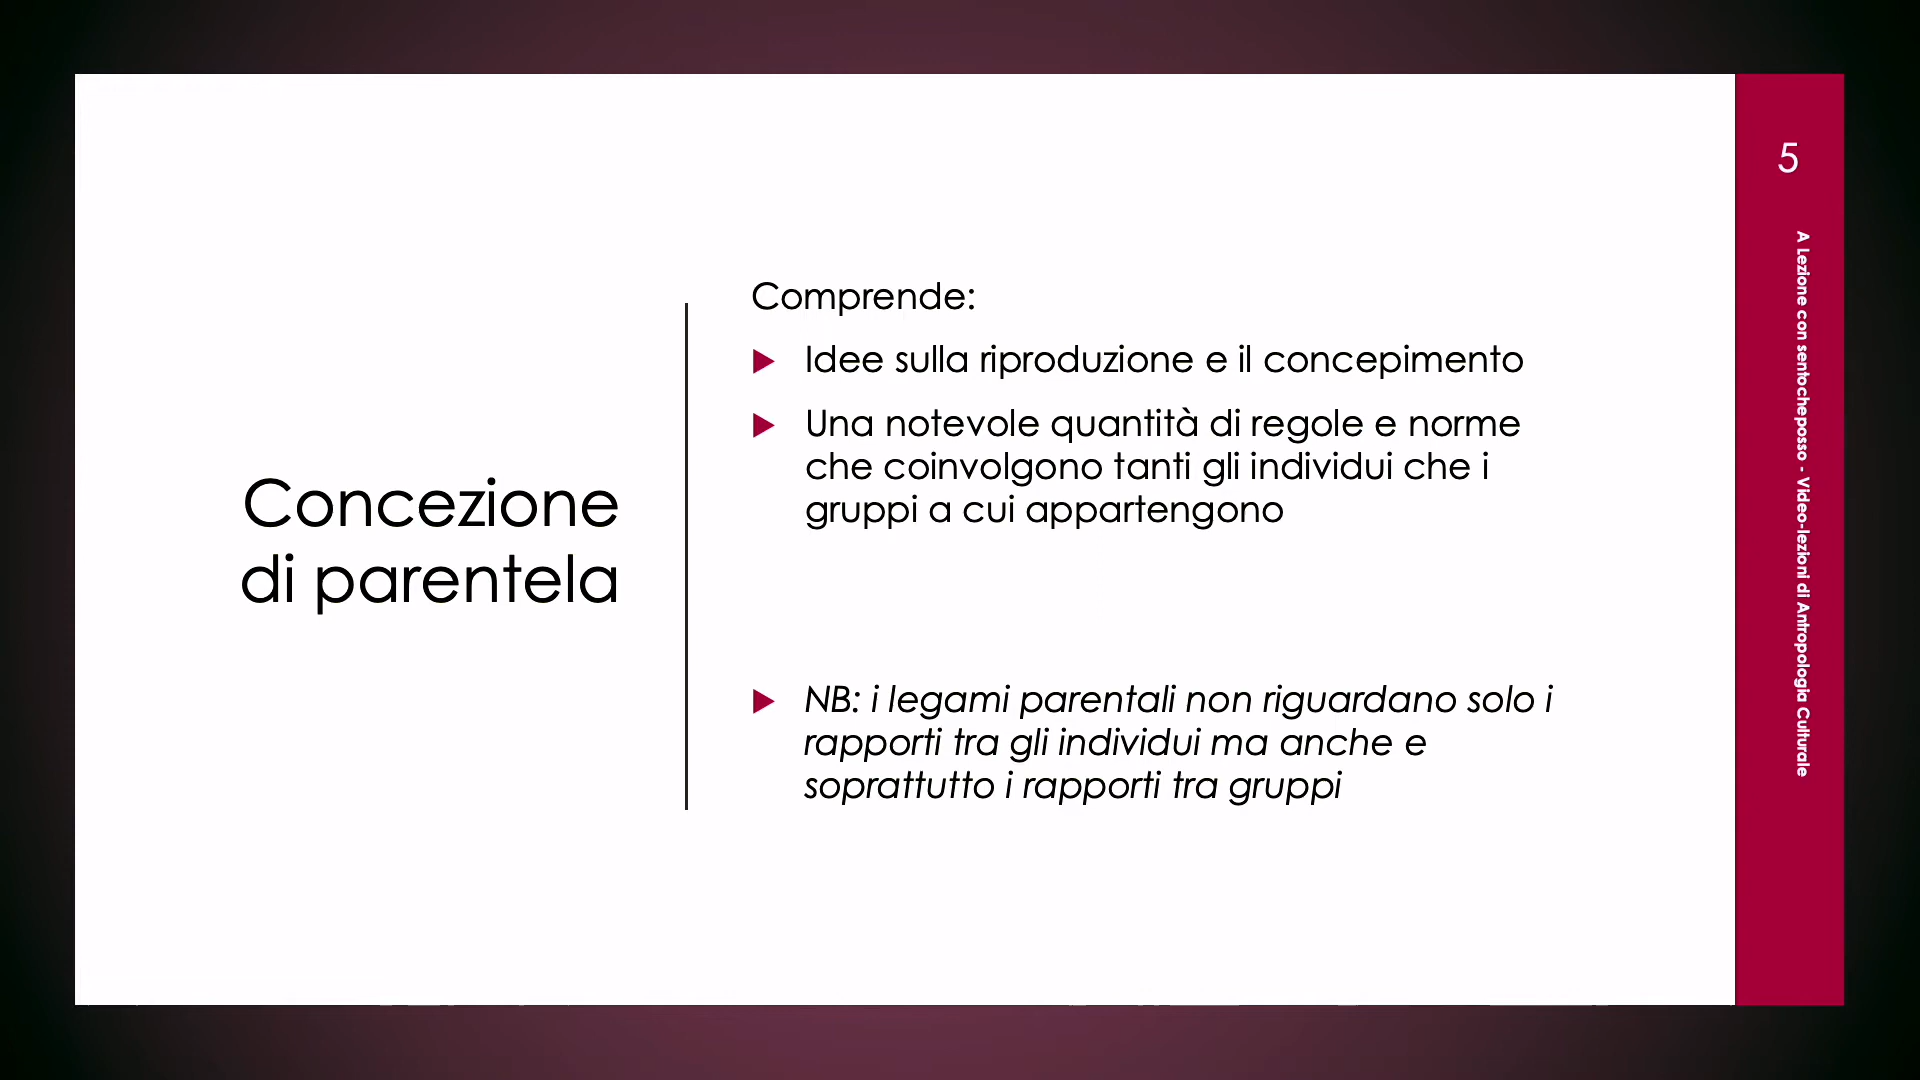 Concezione
di parentela
Comprende:
Idee sulla riproduzione e il concepimento
Una notevole quantità di regole e norme
che coinvolgono tanti gli individui che i
gruppi a cui appartengono
NB: i legami parentali non riguardano solo i
rapporti tra gli individui ma anche e
soprattutto i rapporti tra gruppi
5
A Lezione con sentocheposso - Video-lezioni di Antropologia Culturale